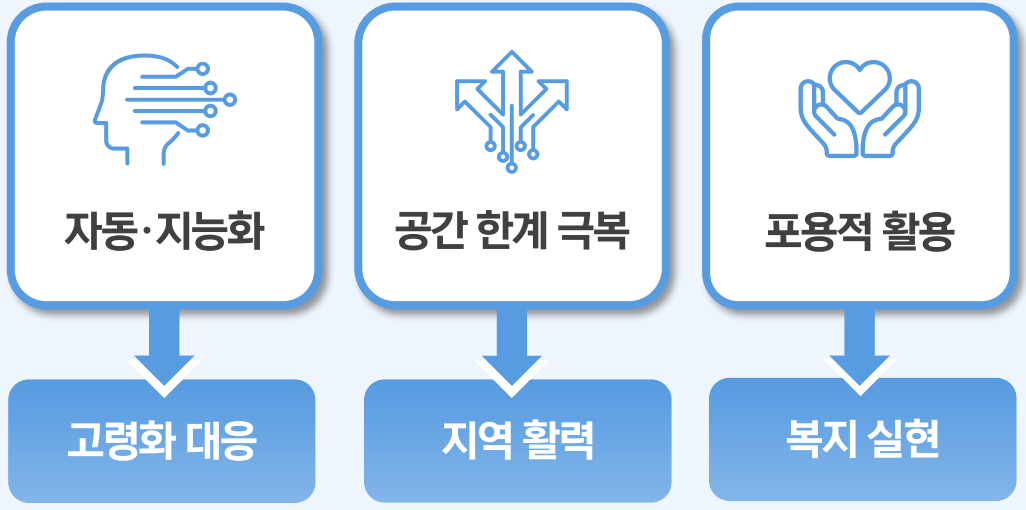 자동·지능화
공간 한계 극복
포용적 활용
고령화 대응
지역 활력
복지 실현